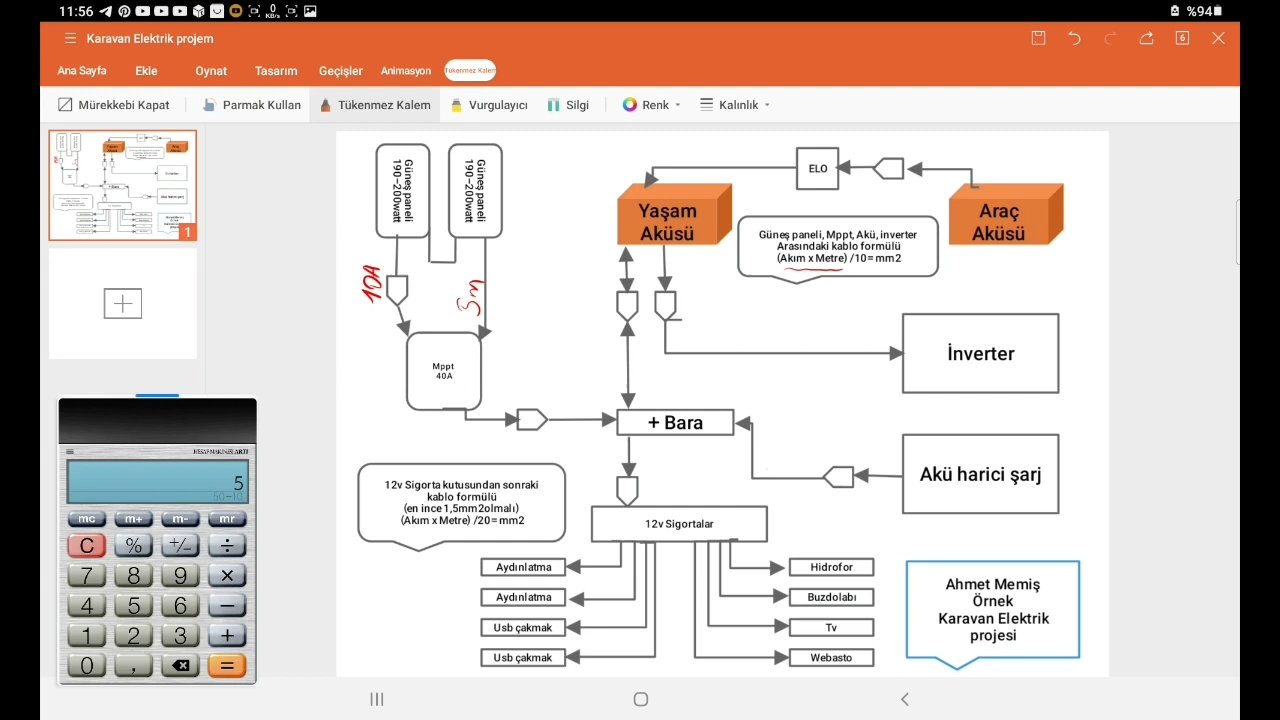 11:56
0
KB/s
%94
Karavan Elektrik projem
6
Ana Sayfa
Ekle
Oynat
Tasarım
Geçişler
Animasyon
Tükenmez Kalem
Mürekkebi Kapat
Parmak Kullan
Tükenmez Kalem
Vurgulayıcı
Silgi
Renk
Kalınlık
1
Güneş paneli
190-200watt
Güneş paneli
190-200watt
ELO
Yaşam
Aküsü
Araç
Aküsü
Güneş paneli, Mppt, Akü, inverter
Arasındaki kablo formülü
(Akım x Metre) /10= mm2
10A
5m
Mppt
40A
İnverter
+ Bara
Akü harici şarj
12v Sigorta kutusundan sonraki
kablo formülü
(en ince 1,5mm2olmalı)
(Akım x Metre) /20= mm2
12v Sigortalar
Aydınlatma
Aydınlatma
Usb çakmak
Usb çakmak
Hidrofor
Buzdolabı
Tv
Webasto
Ahmet Memiş
Örnek
Karavan Elektrik
projesi
5
50÷10
mc
m+
m-
mr
C
%
+/−
÷
7
8
9
×
4
5
6
−
1
2
3
+
0
,
=